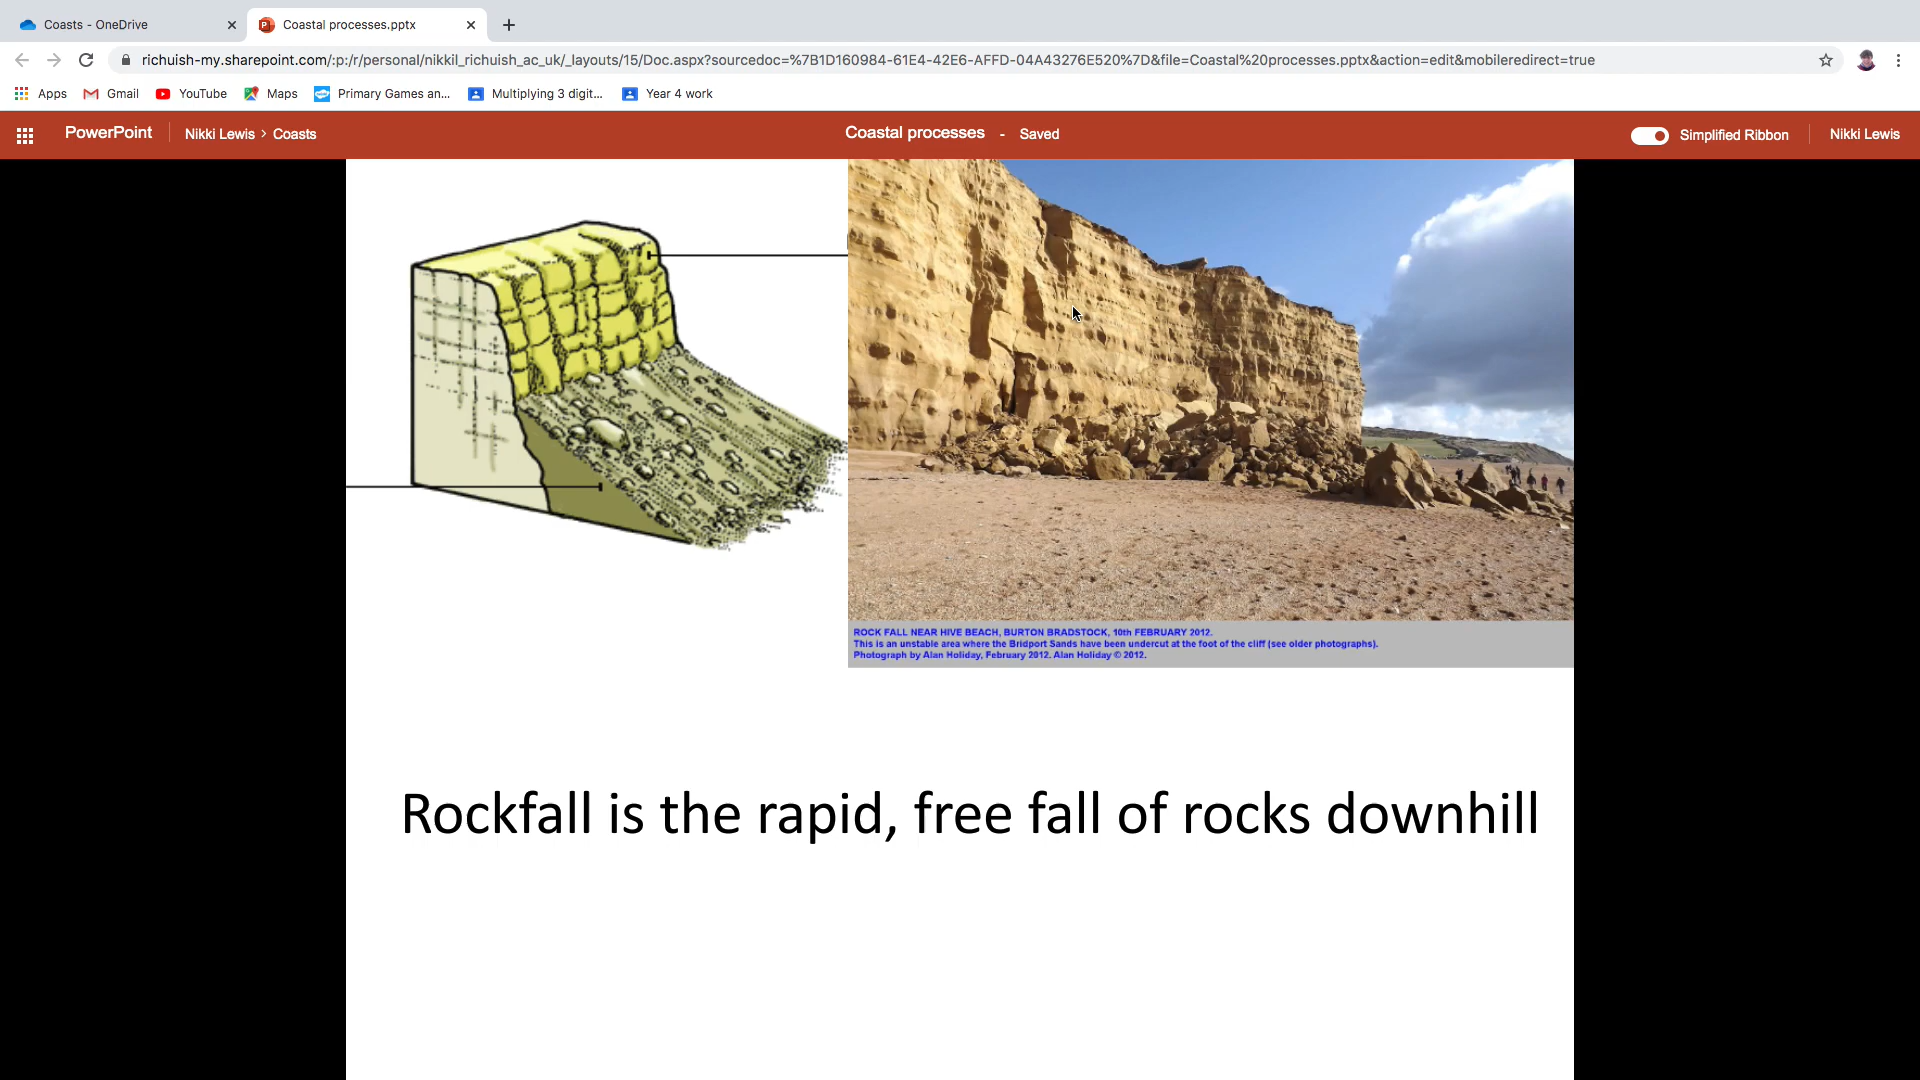 Coasts - OneDrive
Coastal processes.pptx
richuish-my.sharepoint.com/:p:/r/personal/nikkil_richuish_ac_uk/_layouts/15/Doc.aspx?sourcedoc=%7B1D160984-61E4-42E6-AFFD-04A43276E520%7D&file=Coastal%20processes.pptx&action=edit&mobileredirect=true
Apps Gmail YouTube Maps Primary Games an... Multiplying 3 digit... Year 4 work
PowerPoint Nikki Lewis > Coasts Coastal processes - Saved Simplified Ribbon Nikki Lewis
ROCK FALL NEAR HIVE BEACH, BURTON BRADSTOCK, 10th FEBRUARY 2012.
This is an unstable area where the Bridport Sands have been undercut at the foot of the cliff (see older photographs).
Photograph by Alan Holiday, February 2012. Alan Holiday © 2012.
Rockfall is the rapid, free fall of rocks downhill